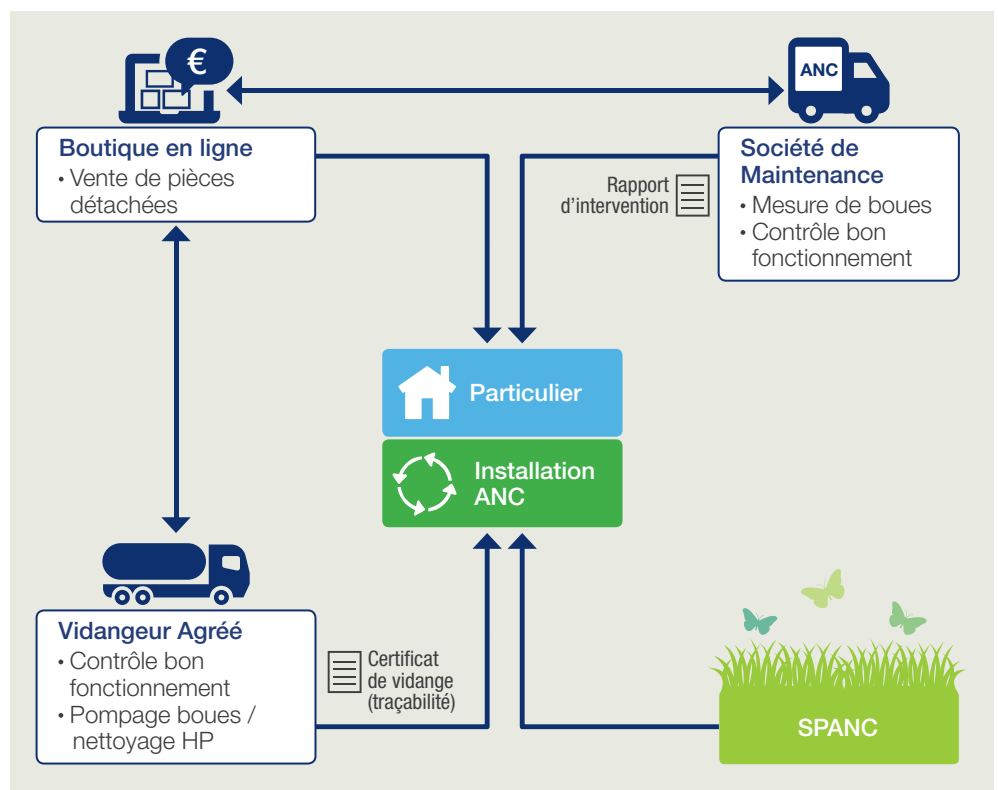 €
ANC
Boutique en ligne
• Vente de pièces
détachées
Société de
Maintenance
• Mesure de boues
• Contrôle bon
fonctionnement
Rapport
d’intervention
Particulier
Installation
ANC
Vidangeur Agréé
• Contrôle bon
fonctionnement
• Pompage boues /
nettoyage HP
Certificat
de vidange
(traçabilité)
SPANC